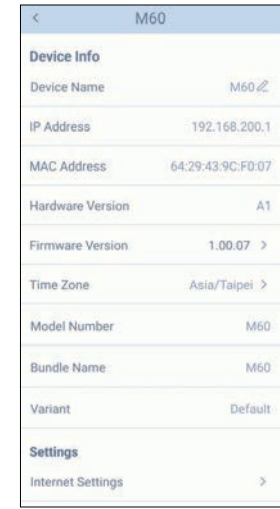 < M60
Device Info
Device Name M60
IP Address 192.168.200.1
MAC Address 64:29:43:9C:F0:07
Hardware Version A1
Firmware Version 1.00.07 >
Time Zone Asia/Taipei >
Model Number M60
Bundle Name M60
Variant Default
Settings
Internet Settings >